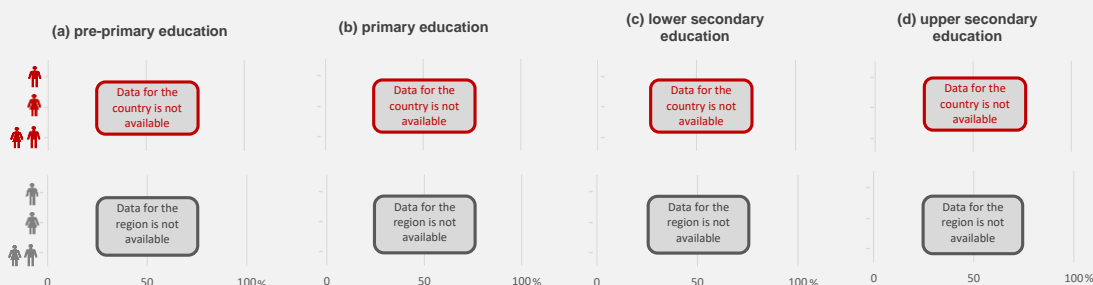 (a) pre-primary education
(b) primary education
(c) lower secondary
education
(d) upper secondary
education
Data for the
country is not
available
Data for the
country is not
available
Data for the
country is not
available
Data for the
country is not
available
Data for the
region is not
available
Data for the
region is not
available
Data for the
region is not
available
Data for the
region is not
available
0 50 100%
0 50 100%
0 50 100%
0 50 100%